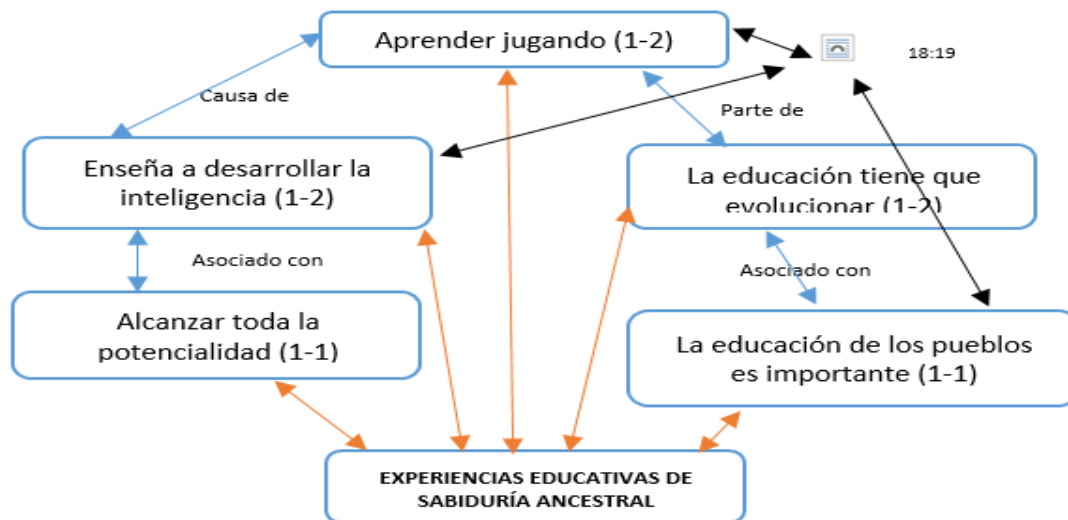 Aprender jugando (1-2)
18:19
Causa de
Parte de
Enseña a desarrollar la
inteligencia (1-2)
La educación tiene que
evolucionar (1-2)
Asociado con
Asociado con
Alcanzar toda la
potencialidad (1-1)
La educación de los pueblos
es importante (1-1)
EXPERIENCIAS EDUCATIVAS DE
SABIDURÍA ANCESTRAL